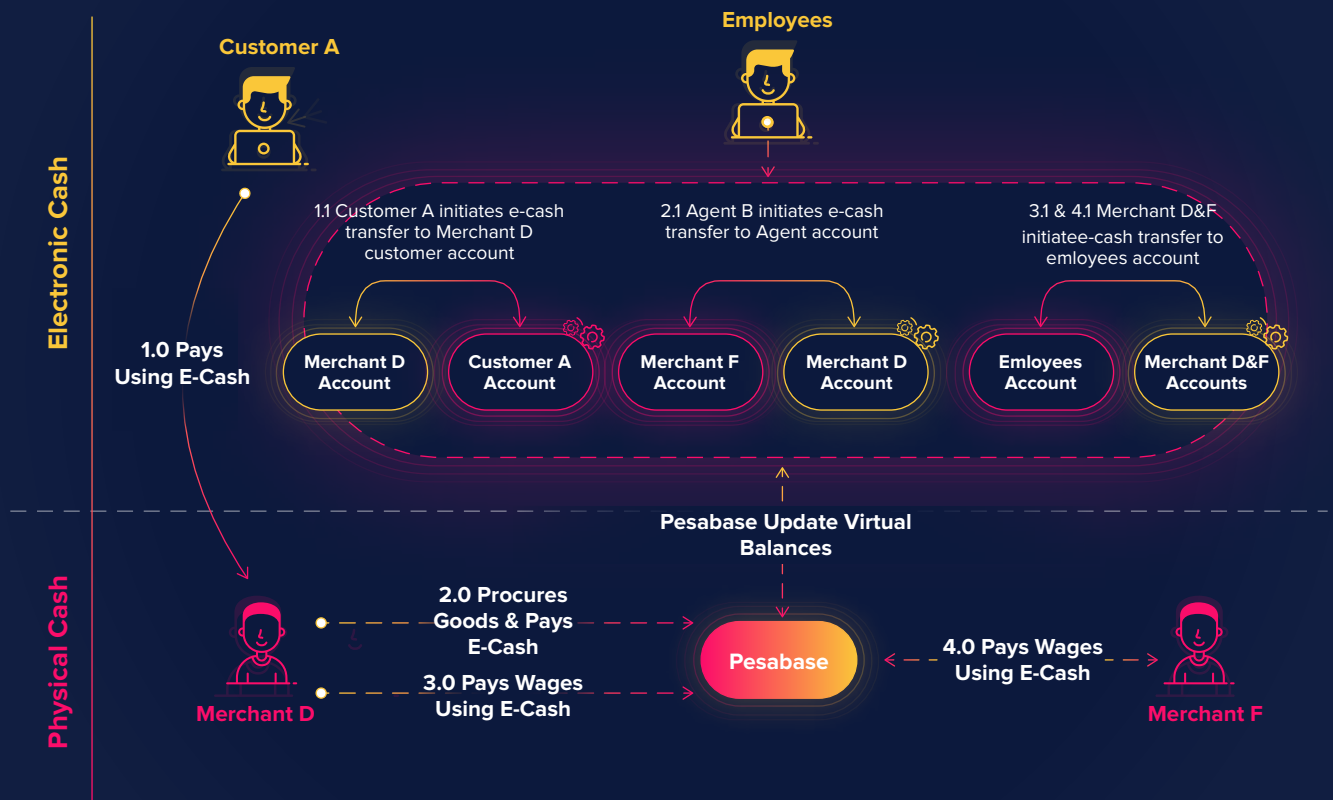 Employees
Customer A
Electronic Cash
1.1 Customer A initiates e-cash
transfer to Merchant D
customer account
2.1 Agent B initiates e-cash
transfer to Agent account
3.1 & 4.1 Merchant D&F
initiatee-cash transfer to
emloyees account
1.0 Pays
Using E-Cash
Merchant D
Account
Customer A
Account
Merchant F
Account
Merchant D
Account
Emloyees
Account
Merchant D&F
Accounts
Pesabase Update Virtual
Balances
Physical Cash
2.0 Procures
Goods & Pays
E-Cash
3.0 Pays Wages
Using E-Cash
Pesabase
4.0 Pays Wages
Using E-Cash
Merchant D
Merchant F